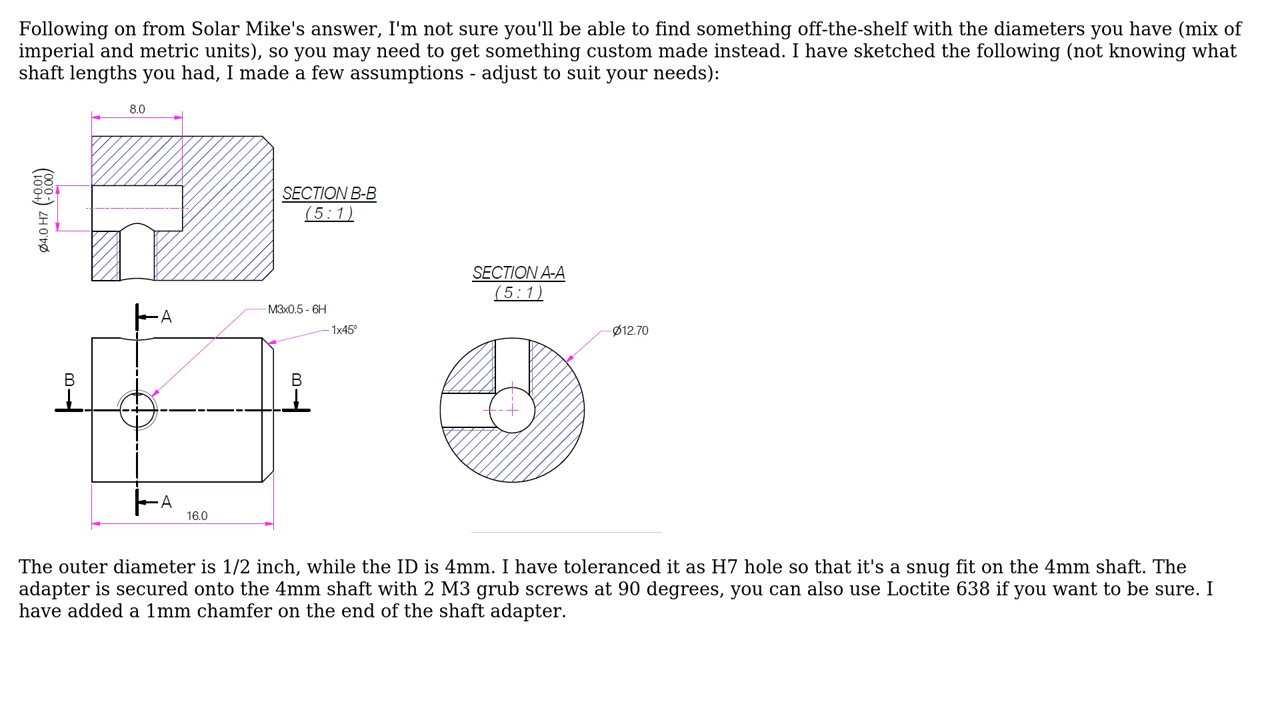 Following on from Solar Mike's answer, I'm not sure you'll be able to find something off-the-shelf with the diameters you have (mix of
imperial and metric units), so you may need to get something custom made instead. I have sketched the following (not knowing what
shaft lengths you had, I made a few assumptions - adjust to suit your needs):
8.0
Ø4.0 H7 (+0.01 -0.00)
SECTION B-B
( 5 : 1 )
SECTION A-A
( 5 : 1 )
A
M3x0.5 - 6H
1x45°
Ø12.70
B
B
A
16.0
The outer diameter is 1/2 inch, while the ID is 4mm. I have toleranced it as H7 hole so that it's a snug fit on the 4mm shaft. The
adapter is secured onto the 4mm shaft with 2 M3 grub screws at 90 degrees, you can also use Loctite 638 if you want to be sure. I
have added a 1mm chamfer on the end of the shaft adapter.